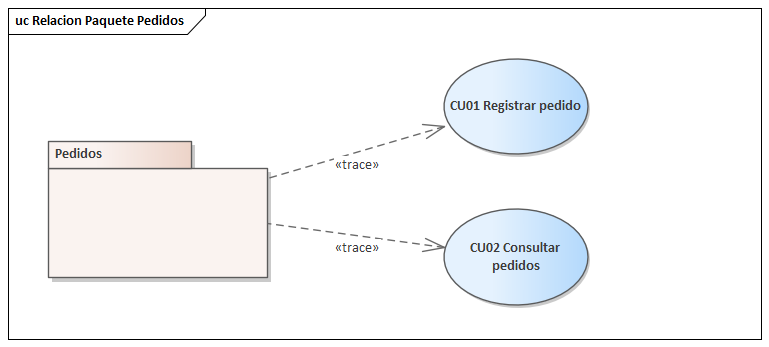 uc Relacion Paquete Pedidos
CU01 Registrar pedido
Pedidos
«trace»
«trace»
CU02 Consultar
pedidos